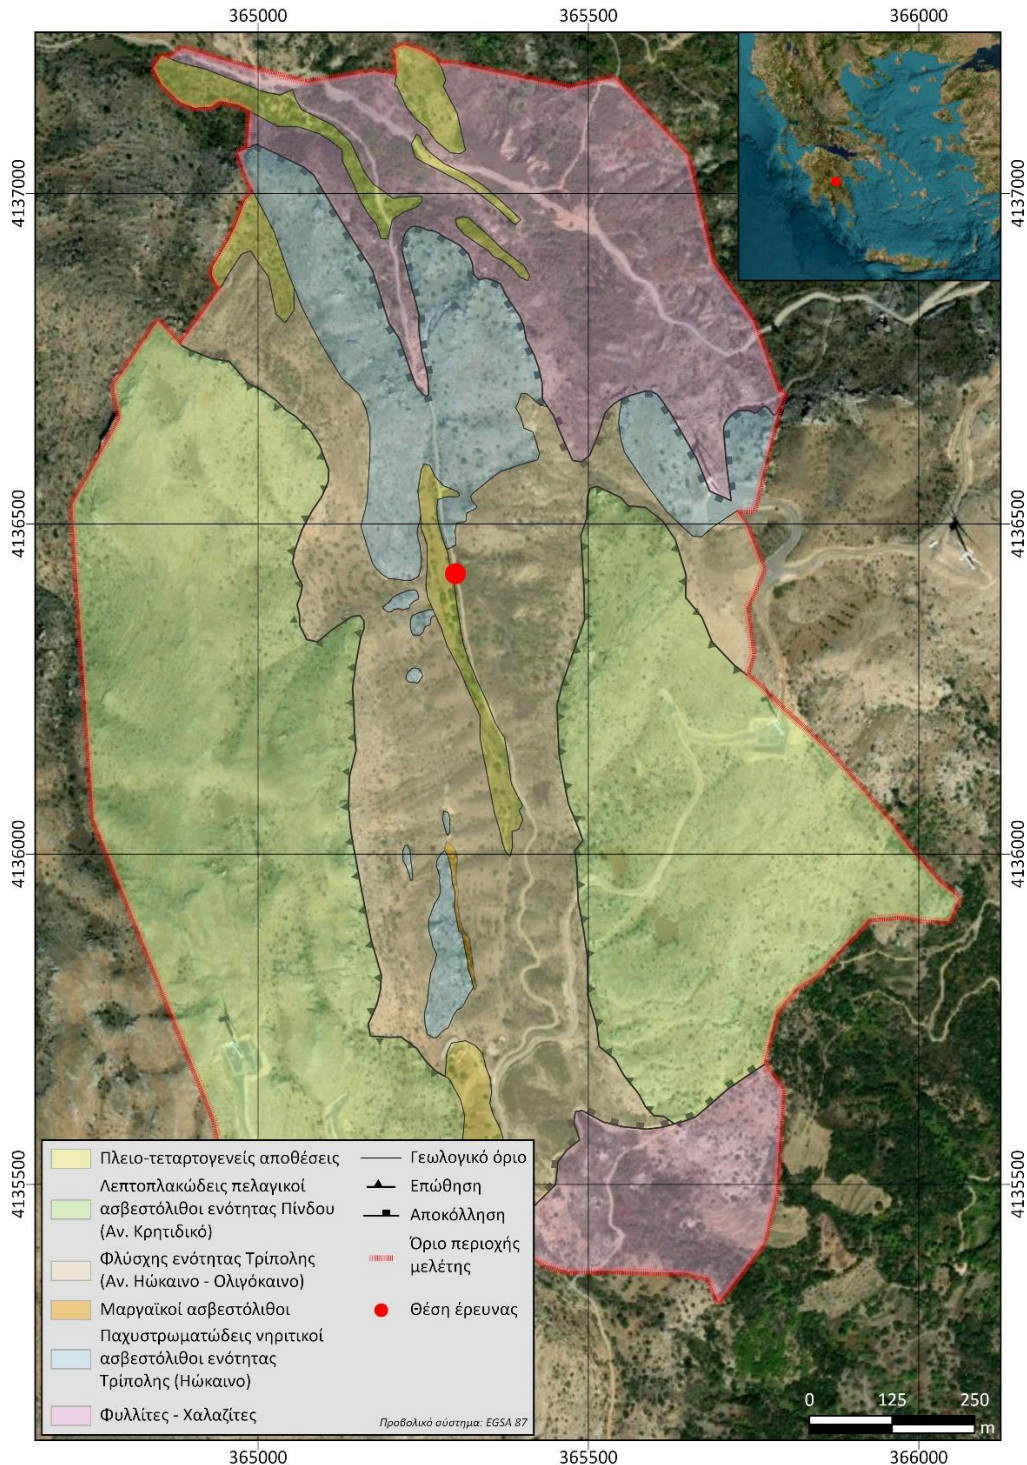 365000
365500
366000
4137000
4137000
4136500
4136500
4136000
4136000
4135500
4135500
Πλειο-τεταρτογενείς αποθέσεις
Λεπτοπλακώδεις πελαγικοί
ασβεστόλιθοι ενότητας Πίνδου
(Αν. Κρητιδικό)
Φλύσχης ενότητας Τρίπολης
(Αν. Ηώκαινο - Ολιγόκαινο)
Μαργαϊκοί ασβεστόλιθοι
Παχυστρωματώδεις νηριτικοί
ασβεστόλιθοι ενότητας
Τρίπολης (Ηώκαινο)
Φυλλίτες - Χαλαζίτες
Γεωλογικό όριο
Επώθηση
Αποκόλληση
Όριο περιοχής
μελέτης
Θέση έρευνας
Προβολικό σύστημα: EGSA 87
0 125 250
m
365000
365500
366000